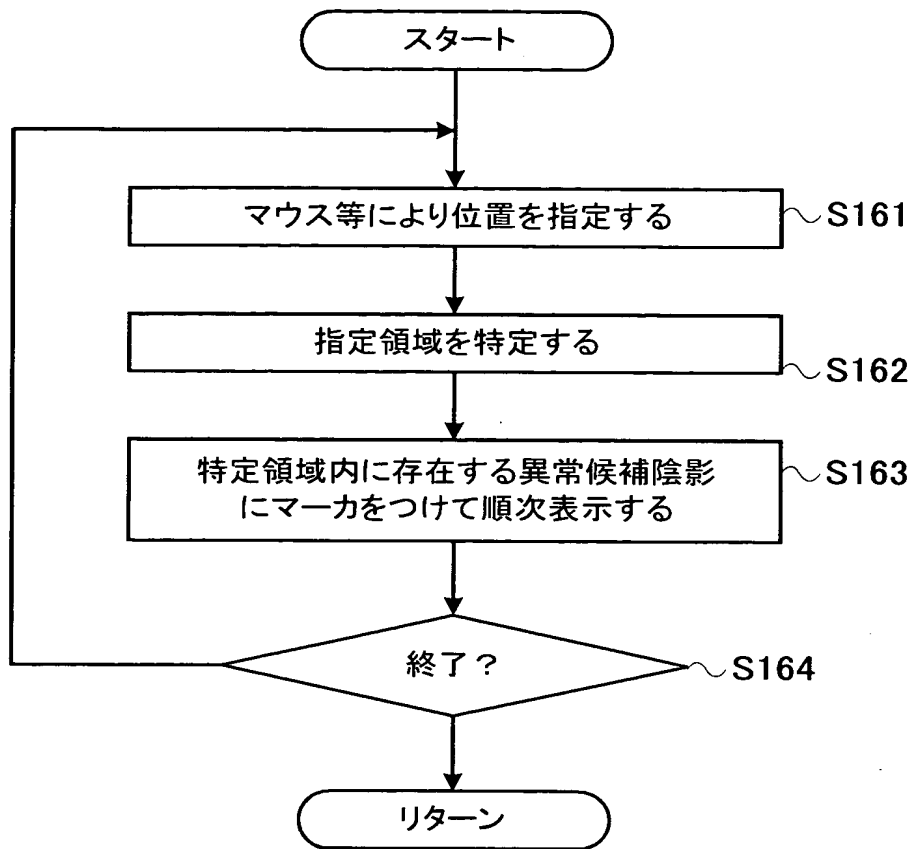 スタート
マウス等により位置を指定する
S161
指定領域を特定する
S162
特定領域内に存在する異常候補陰影
にマーカをつけて順次表示する
S163
終了?
S164
リターン